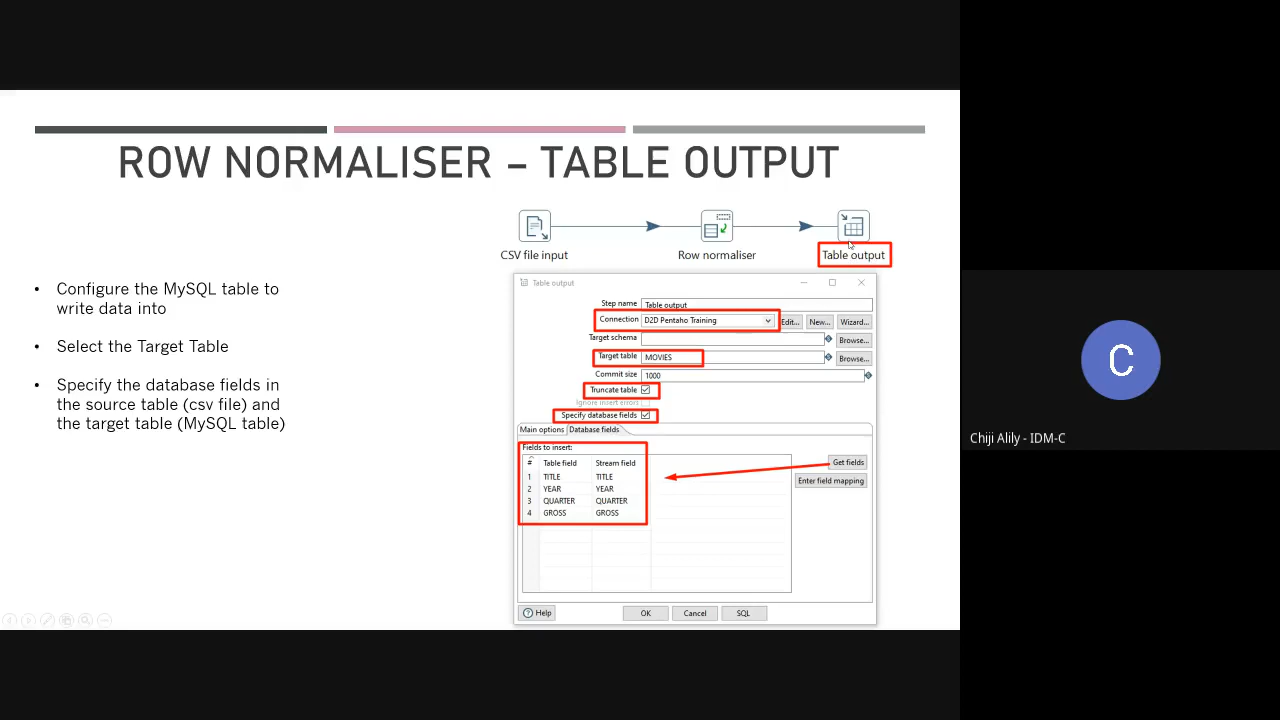 ROW NORMALISER – TABLE OUTPUT
CSV file input
Row normaliser
Table output
• Configure the MySQL table to
write data into
• Select the Target Table
• Specify the database fields in
the source table (csv file) and
the target table (MySQL table)
Table output
Step name Table output
Connection D2D Pentaho Training Edit... New... Wizard...
Target schema Browse...
Target table MOVIES Browse...
Commit size 1000
Truncate table
Ignore insert errors
Specify database fields
Main options Database fields
Fields to insert:
# Table field Stream field
1 TITLE TITLE
2 YEAR YEAR
3 QUARTER QUARTER
4 GROSS GROSS
Get fields
Enter field mapping
Help OK Cancel SQL
C
Chiji Alily - IDM-C